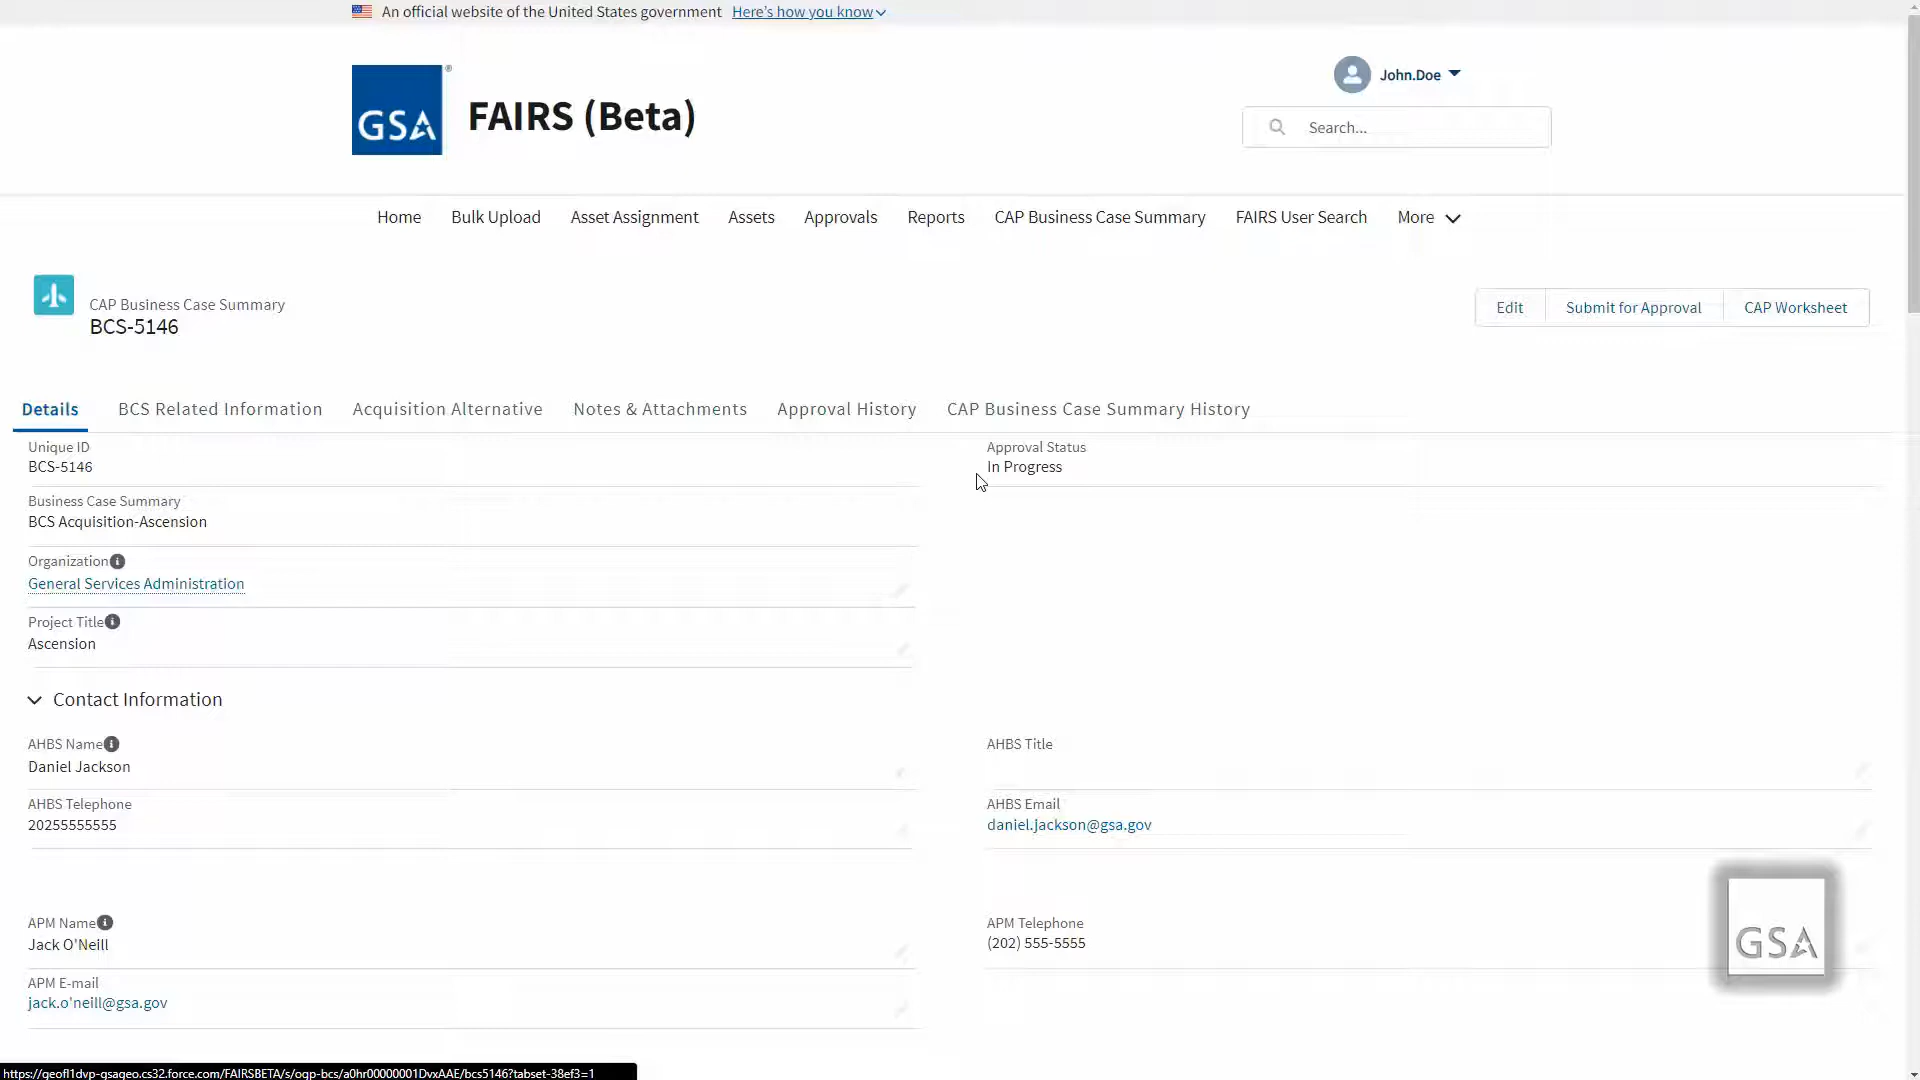 An official website of the United States government Here's how you know
GSA
®
FAIRS (Beta)
John.Doe
Search...
Home Bulk Upload Asset Assignment Assets Approvals Reports CAP Business Case Summary FAIRS User Search More
CAP Business Case Summary
BCS-5146
Edit Submit for Approval CAP Worksheet
Details BCS Related Information Acquisition Alternative Notes & Attachments Approval History CAP Business Case Summary History
Unique ID
BCS-5146
Approval Status
In Progress
Business Case Summary
BCS Acquisition-Ascension
Organization
General Services Administration
Project Title
Ascension
Contact Information
AHBS Name
Daniel Jackson
AHBS Title
AHBS Telephone
20255555555
AHBS Email
daniel.jackson@gsa.gov
APM Name
Jack O'Neill
APM Telephone
(202) 555-5555
APM E-mail
jack.o'neill@gsa.gov
GSA
https://geofl1dvp-gsageo.cs32.force.com/FAIRSBETA/s/ogp-bcs/a0hr00000001DvxAAE/bcs5146?tabset-38ef3=1